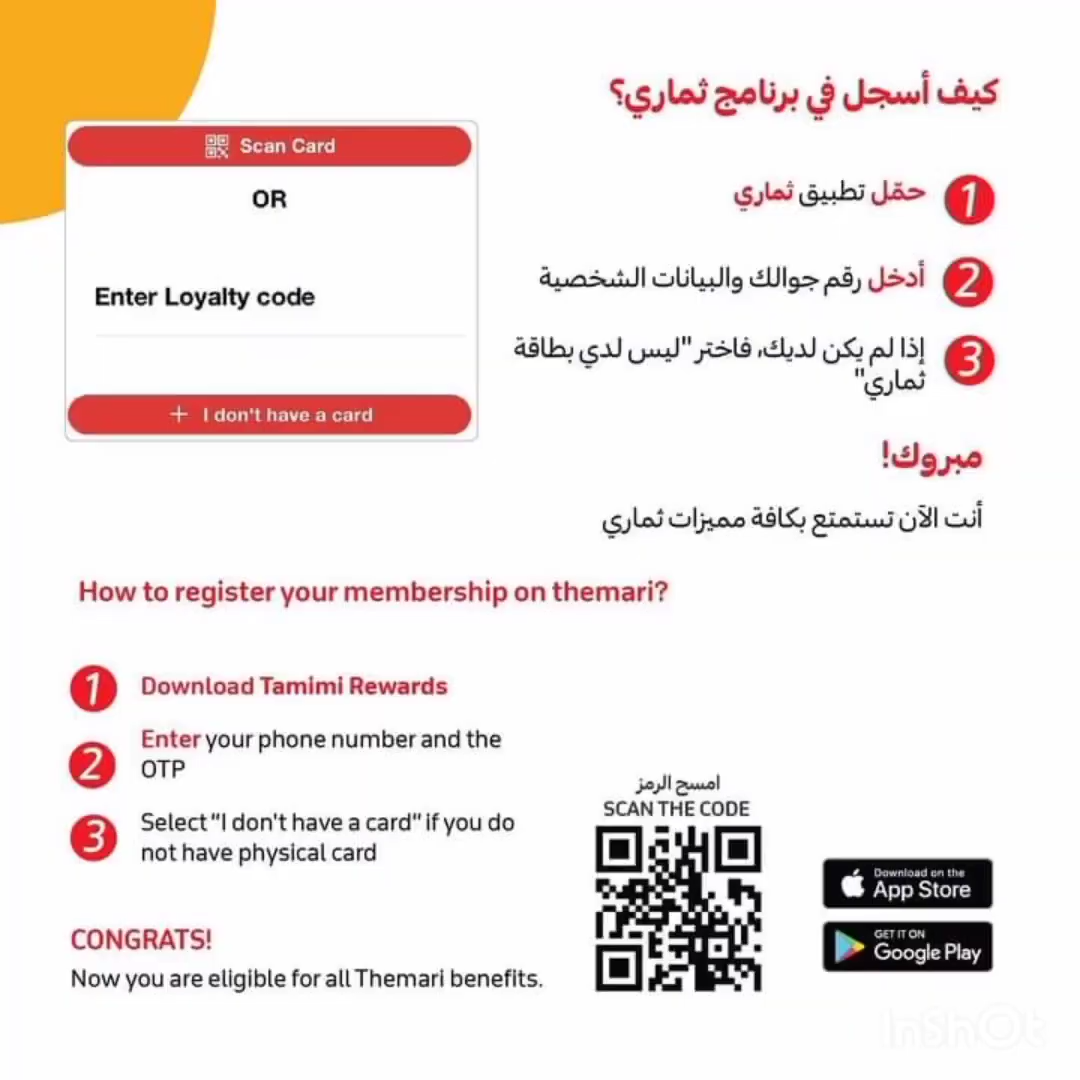 كيف أسجل في برنامج ثماري؟
Scan Card
OR
Enter Loyalty code
+ I don't have a card
1 حمّل تطبيق ثماري
2 أدخل رقم جوالك والبيانات الشخصية
3 إذا لم يكن لديك، فاختر "ليس لدي بطاقة
ثماري"
مبروك!
أنت الآن تستمتع بكافة مميزات ثماري
How to register your membership on themari?
1 Download Tamimi Rewards
2 Enter your phone number and the
OTP
3 Select "I don't have a card" if you do
not have physical card
CONGRATS!
Now you are eligible for all Themari benefits.
امسح الرمز
SCAN THE CODE
Download on the
App Store
GET IT ON
Google Play
InShOt